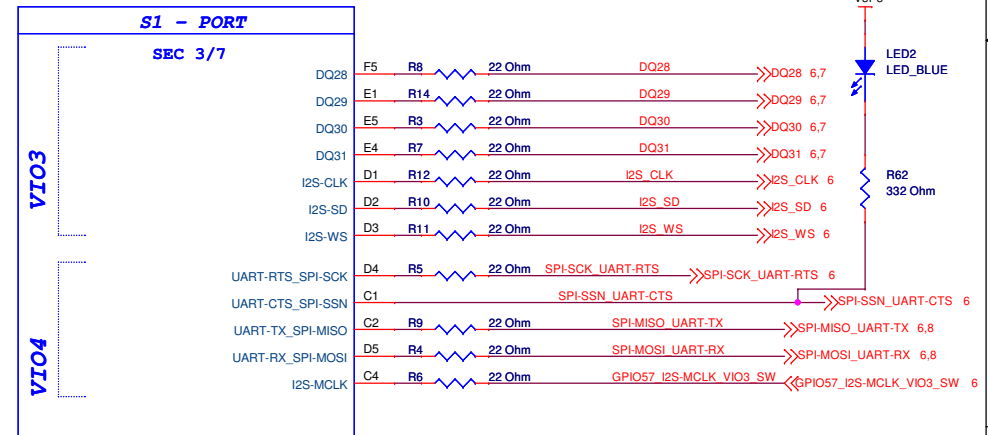 S1 - PORT
SEC 3/7
VIO3
DQ28 F5 R8 22 Ohm DQ28 DQ28 6,7
DQ29 E1 R14 22 Ohm DQ29 DQ29 6,7
DQ30 E5 R3 22 Ohm DQ30 DQ30 6,7
DQ31 E4 R7 22 Ohm DQ31 DQ31 6,7
I2S-CLK D1 R12 22 Ohm I2S_CLK I2S_CLK 6
I2S-SD D2 R10 22 Ohm I2S_SD I2S_SD 6
I2S-WS D3 R11 22 Ohm I2S_WS I2S_WS 6
VIO4
UART-RTS_SPI-SCK D4 R5 22 Ohm SPI-SCK_UART-RTS SPI-SCK_UART-RTS 6
UART-CTS_SPI-SSN C1 SPI-SSN_UART-CTS SPI-SSN_UART-CTS 6
UART-TX_SPI-MISO C2 R9 22 Ohm SPI-MISO_UART-TX SPI-MISO_UART-TX 6,8
UART-RX_SPI-MOSI D5 R4 22 Ohm SPI-MOSI_UART-RX SPI-MOSI_UART-RX 6,8
I2S-MCLK C4 R6 22 Ohm GPIO57_I2S-MCLK_VIO3_SW GPIO57_I2S-MCLK_VIO3_SW 6
LED2
LED_BLUE
R62
332 Ohm